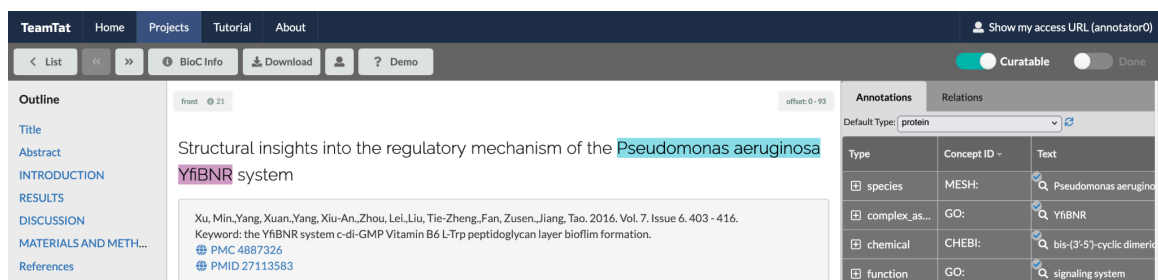 TeamTat Home Projects Tutorial About Show my access URL (annotator0)
< List « » BioC Info Download ? Demo Curatable Done
Outline
Title
Abstract
INTRODUCTION
RESULTS
DISCUSSION
MATERIALS AND METH...
References
front 21 offset: 0 - 93
Structural insights into the regulatory mechanism of the Pseudomonas aeruginosa
YfiBNR system
Xu, Min.,Yang, Xuan.,Yang, Xiu-An.,Zhou, Lei.,Liu, Tie-Zheng.,Fan, Zusen.,Jiang, Tao. 2016. Vol. 7. Issue 6. 403 - 416.
Keyword: the YfiBNR system c-di-GMP Vitamin B6 L-Trp peptidoglycan layer bioflim formation.
PMC 4887326
PMID 27113583
Annotations Relations
Default Type: protein
Type Concept ID Text
species MESH: Pseudomonas aerugino
complex_as... GO: YfiBNR
chemical CHEBI: bis-(3'-5')-cyclic dimeric
function GO: signaling system